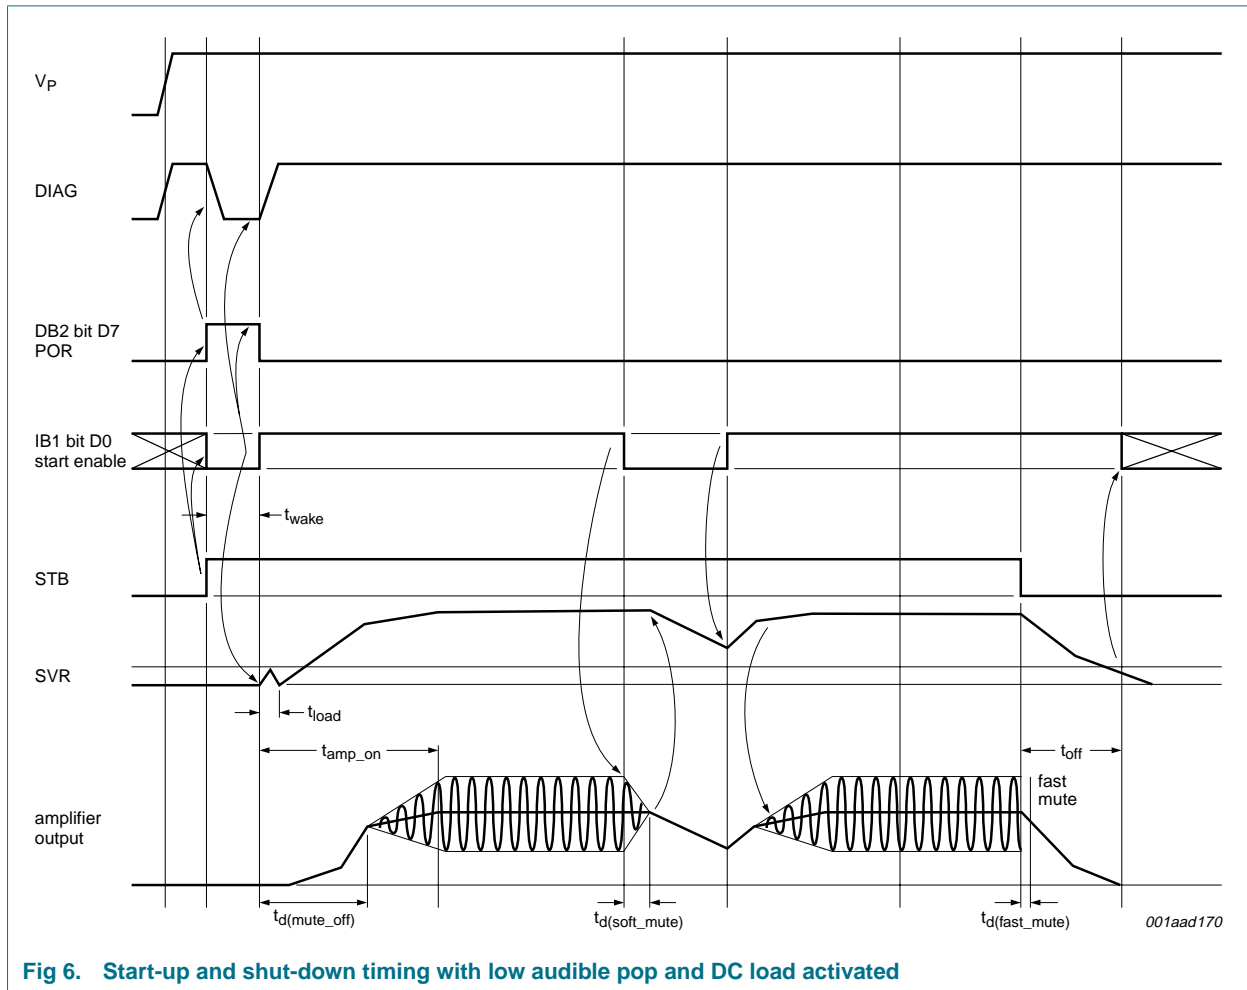 VP
DIAG
DB2 bit D7
POR
IB1 bit D0
start enable
twake
STB
SVR
tload
tamp_on
toff
fast
mute
amplifier
output
td(mute_off)
td(soft_mute)
td(fast_mute)
001aad170
Fig 6. Start-up and shut-down timing with low audible pop and DC load activated